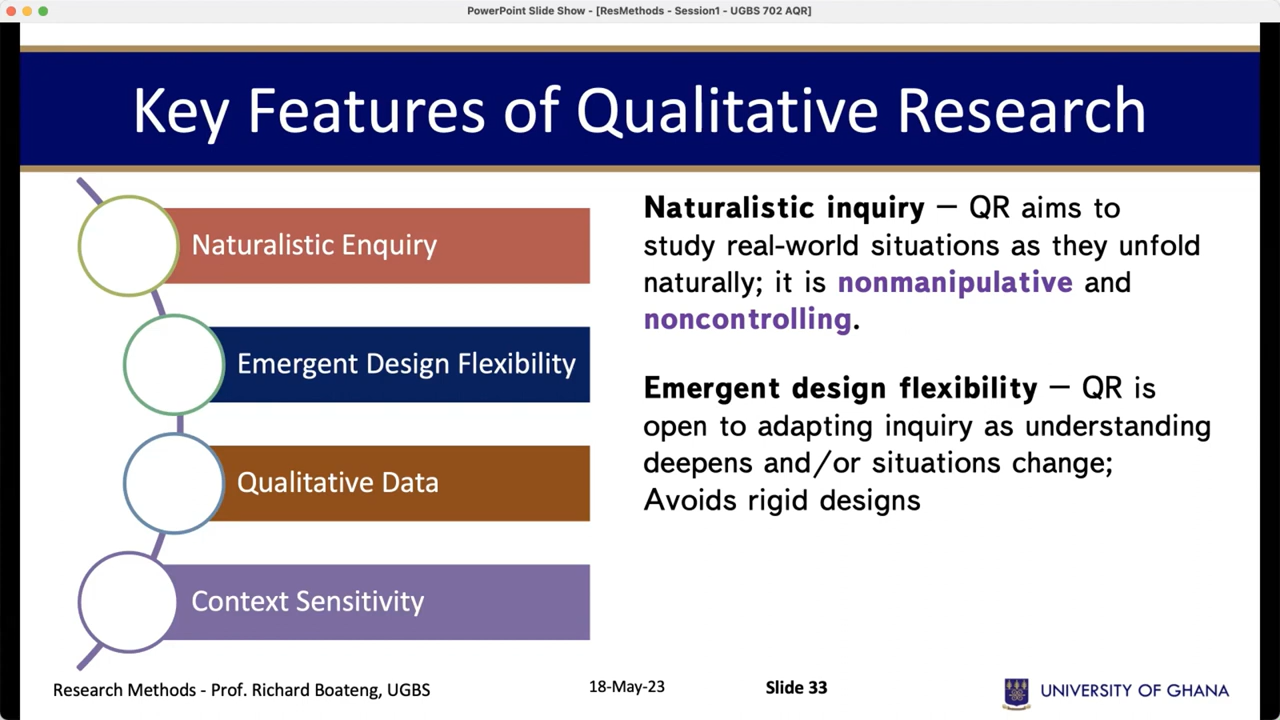 PowerPoint Slide Show - [ResMethods - Session1 - UGBS 702 AQR]
Key Features of Qualitative Research
Naturalistic Enquiry
Emergent Design Flexibility
Qualitative Data
Context Sensitivity
Naturalistic inquiry – QR aims to
study real-world situations as they unfold
naturally; it is nonmanipulative and
noncontrolling.
Emergent design flexibility – QR is
open to adapting inquiry as understanding
deepens and/or situations change;
Avoids rigid designs
Research Methods - Prof. Richard Boateng, UGBS
18-May-23
Slide 33
UNIVERSITY OF GHANA